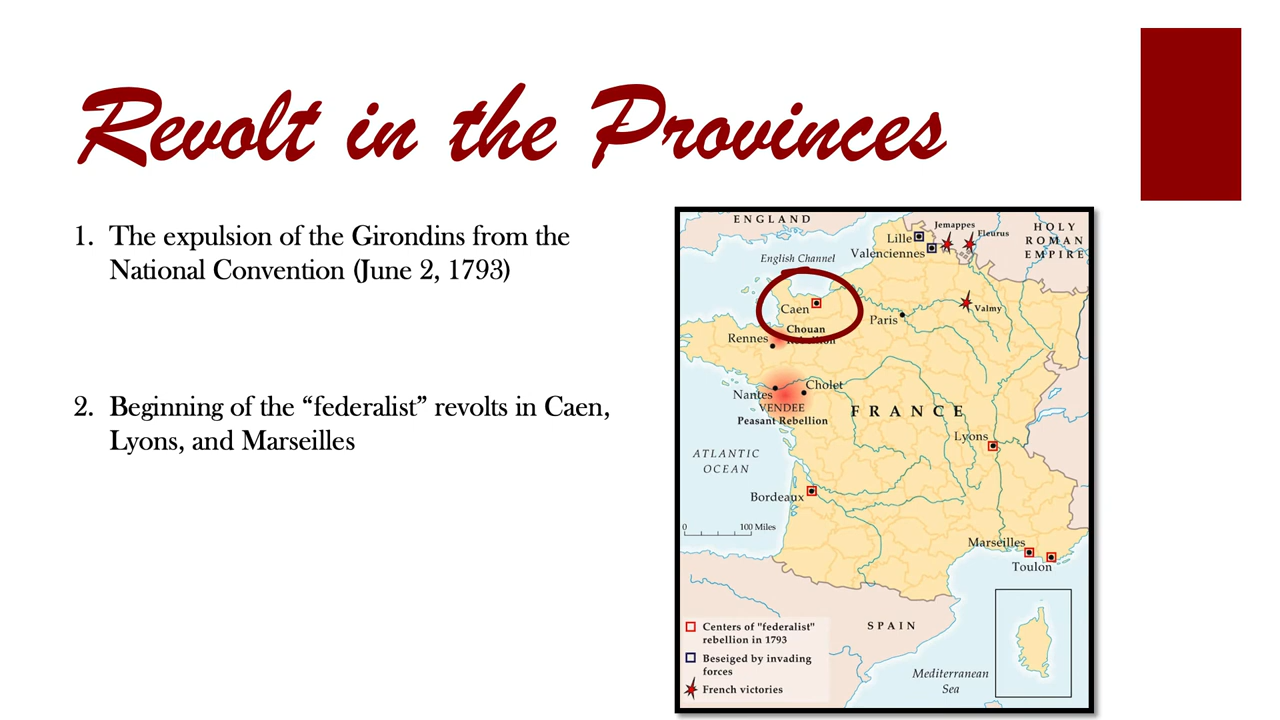 Revolt in the Provinces
1. The expulsion of the Girondins from the
National Convention (June 2, 1793)
2. Beginning of the “federalist” revolts in Caen,
Lyons, and Marseilles
ENGLAND
English Channel
Lille
Valenciennes
Jemappes
Fleurus
HOLY
ROMAN
EMPIRE
Caen
Paris
Valmy
Chouan
Rebellion
Rennes
Nantes
Cholet
VENDEE
Peasant Rebellion
FRANCE
Lyons
ATLANTIC
OCEAN
Bordeaux
0 100 Miles
Marseilles
Toulon
SPAIN
Mediterranean
Sea
Centers of "federalist"
rebellion in 1793
Beseiged by invading
forces
French victories